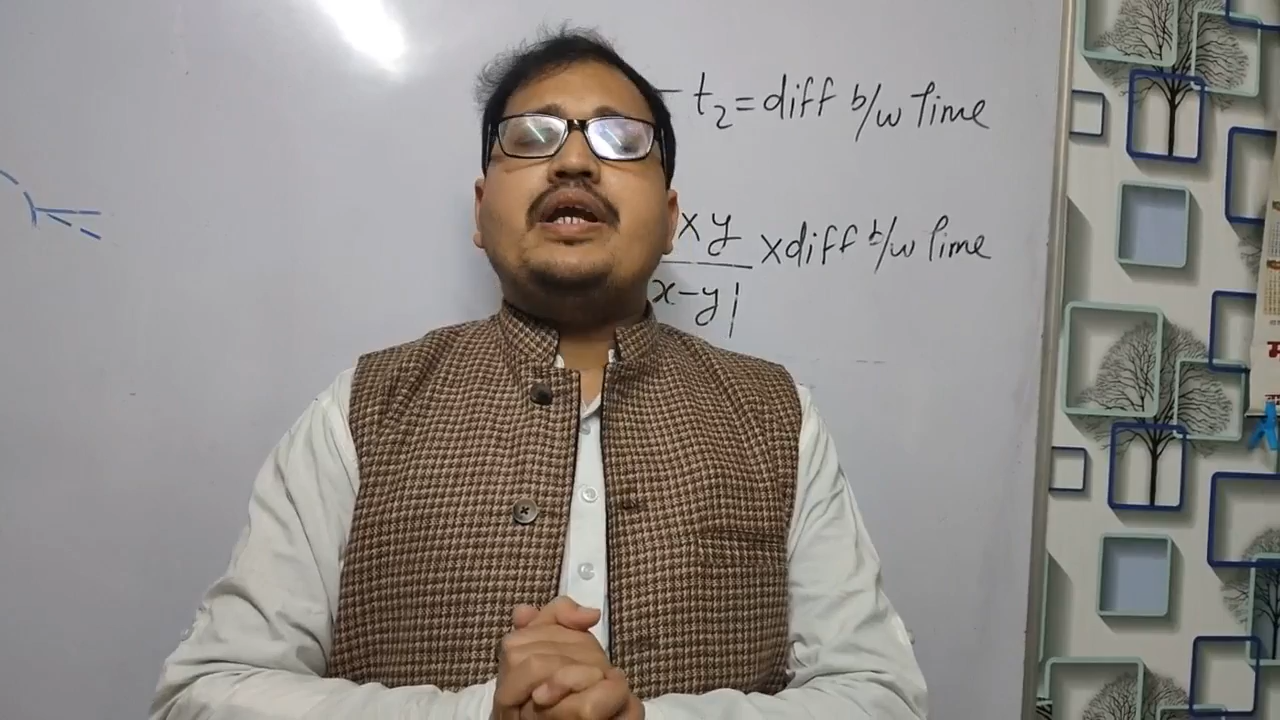 - t₂ = diff b/w Time
xy
x diff b/w Time
x-y|